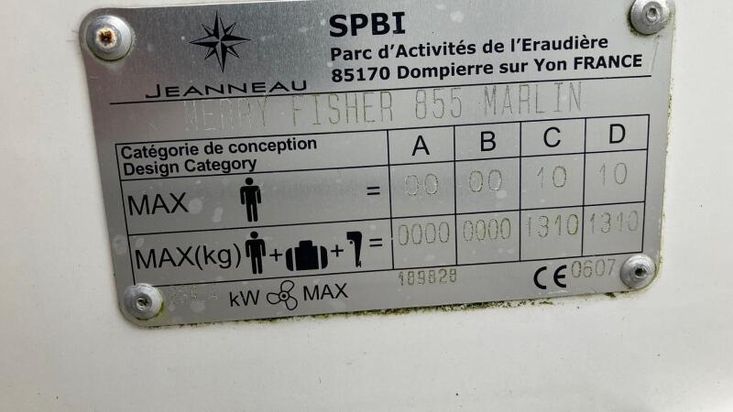 JEANNEAU
SPBI
Parc d'Activités de l'Eraudière
85170 Dompierre sur Yon FRANCE
MERRY FISHER 855 MARLIN
Catégorie de conception
Design Category
A B C D
MAX = 00 00 10 10
MAX(kg) + + = 0000 0000 1310 1310
kW MAX
189828
CE 0607